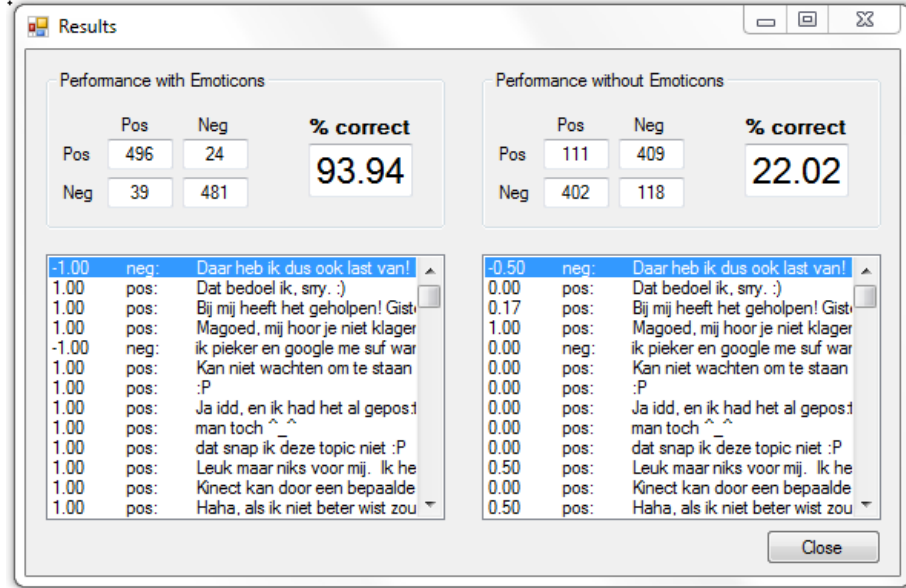 Results
Performance with Emoticons
Pos Neg % correct
Pos 496 24 93.94
Neg 39 481
-1.00 neg: Daar heb ik dus ook last van!
1.00 pos: Dat bedoel ik, srry. :)
1.00 pos: Bij mij heeft het geholpen! Gist
1.00 pos: Magoed, mij hoor je niet klager
-1.00 neg: ik pieker en google me suf war
1.00 pos: Kan niet wachten om te staan
1.00 pos: :P
1.00 pos: Ja idd, en ik had het al gepos:t
1.00 pos: man toch ^_^
1.00 pos: dat snap ik deze topic niet :P
1.00 pos: Leuk maar niks voor mij. Ik he
1.00 pos: Kinect kan door een bepaalde
1.00 pos: Haha, als ik niet beter wist zou
Performance without Emoticons
Pos Neg % correct
Pos 111 409 22.02
Neg 402 118
-0.50 neg: Daar heb ik dus ook last van!
0.00 pos: Dat bedoel ik, srry. :)
0.17 pos: Bij mij heeft het geholpen! Gist
1.00 pos: Magoed, mij hoor je niet klager
0.00 neg: ik pieker en google me suf war
0.00 pos: Kan niet wachten om te staan
0.00 pos: :P
0.00 pos: Ja idd, en ik had het al gepos:t
0.00 pos: man toch ^_^
0.00 pos: dat snap ik deze topic niet :P
0.50 pos: Leuk maar niks voor mij. Ik he
0.00 pos: Kinect kan door een bepaalde
0.50 pos: Haha, als ik niet beter wist zou
Close